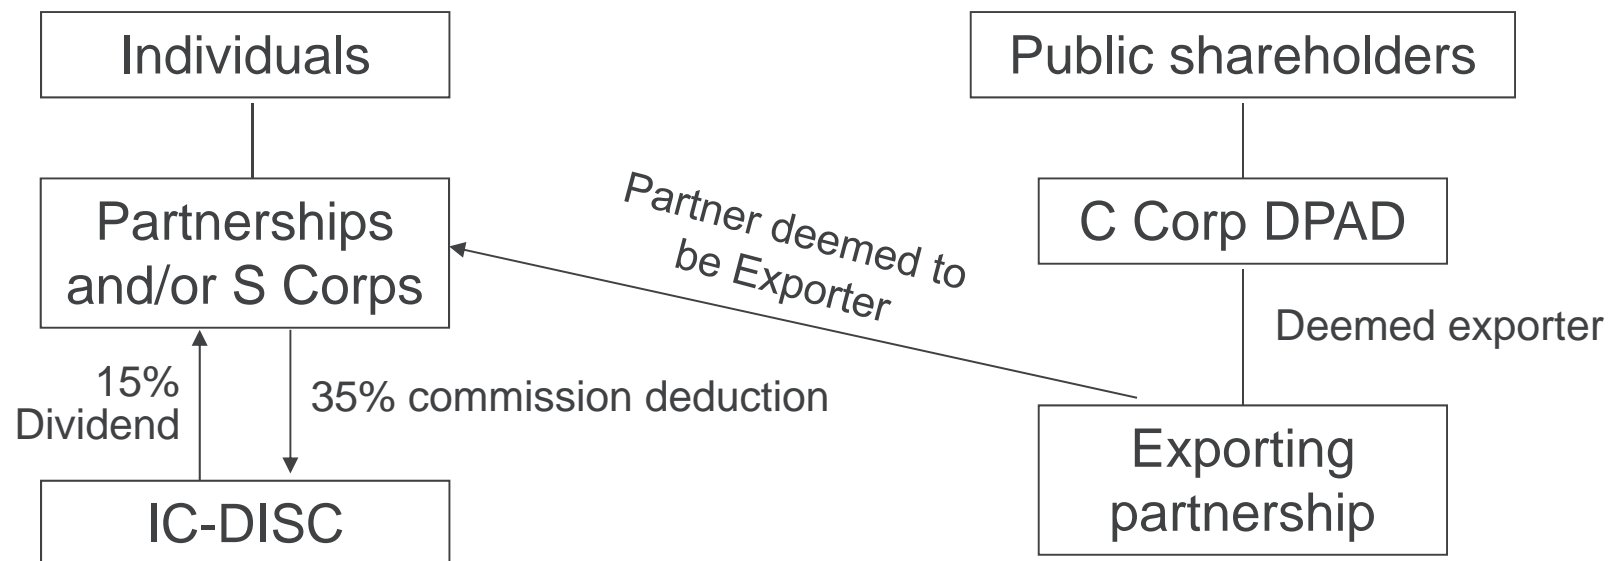 Individuals
Public shareholders
Partnerships
and/or S Corps
Partner deemed to
be Exporter
C Corp DPAD
15%
Dividend
35% commission deduction
Deemed exporter
IC-DISC
Exporting
partnership